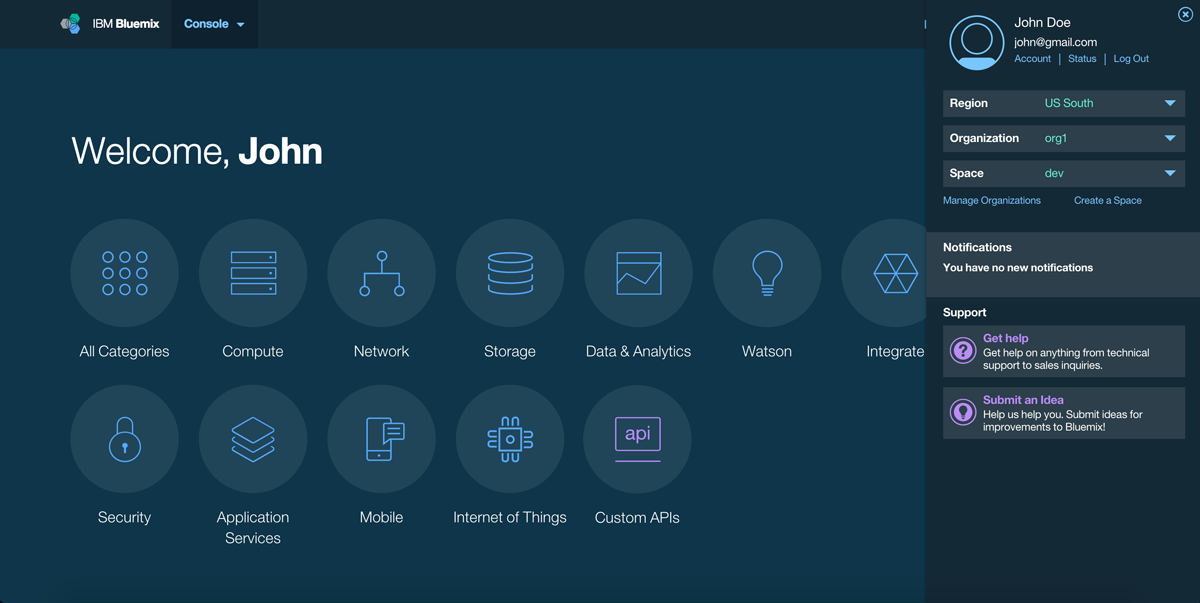 IBM Bluemix
Console
Welcome, John
All Categories
Compute
Network
Storage
Data & Analytics
Watson
Integrate
Security
Application
Services
Mobile
Internet of Things
api
Custom APIs
John Doe
john@gmail.com
Account | Status | Log Out
Region US South
Organization org1
Space dev
Manage Organizations Create a Space
Notifications
You have no new notifications
Support
?
Get help
Get help on anything from technical
support to sales inquiries.
Submit an Idea
Help us help you. Submit ideas for
improvements to Bluemix!